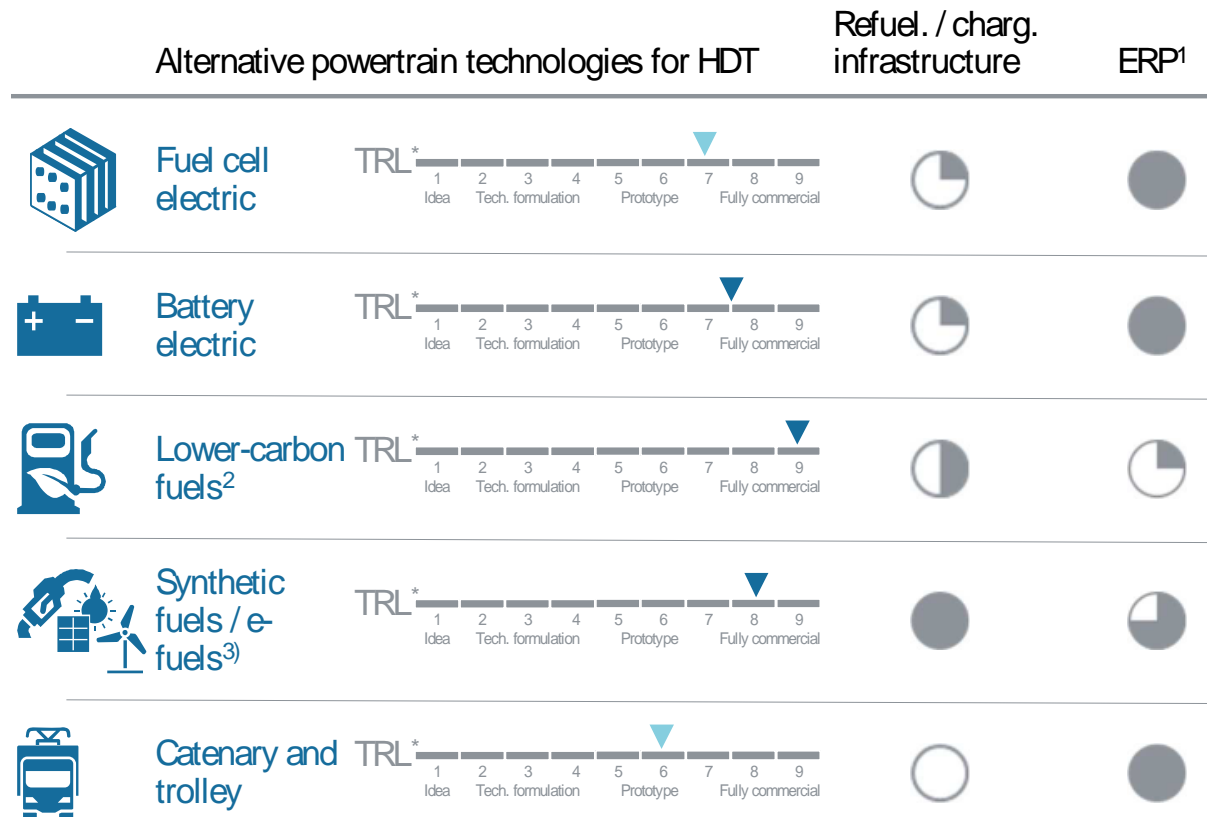 Alternative powertrain technologies for HDT
Refuel. / charg.
infrastructure
ERP¹
Fuel cell
electric
TRL*
1 2 3 4 5 6 7 8 9
Idea Tech. formulation Prototype Fully commercial
+ −
Battery
electric
TRL*
1 2 3 4 5 6 7 8 9
Idea Tech. formulation Prototype Fully commercial
Lower-carbon
fuels²
TRL*
1 2 3 4 5 6 7 8 9
Idea Tech. formulation Prototype Fully commercial
Synthetic
fuels / e-
fuels³⁾
TRL*
1 2 3 4 5 6 7 8 9
Idea Tech. formulation Prototype Fully commercial
Catenary and
trolley
TRL*
1 2 3 4 5 6 7 8 9
Idea Tech. formulation Prototype Fully commercial